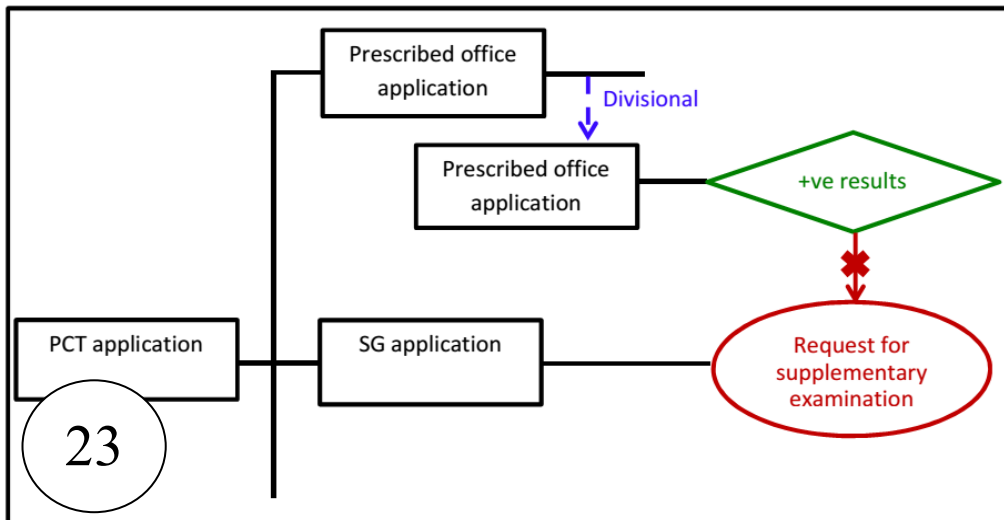 Prescribed office
application
Divisional
Prescribed office
application
+ve results
PCT application
SG application
Request for
supplementary
examination
23